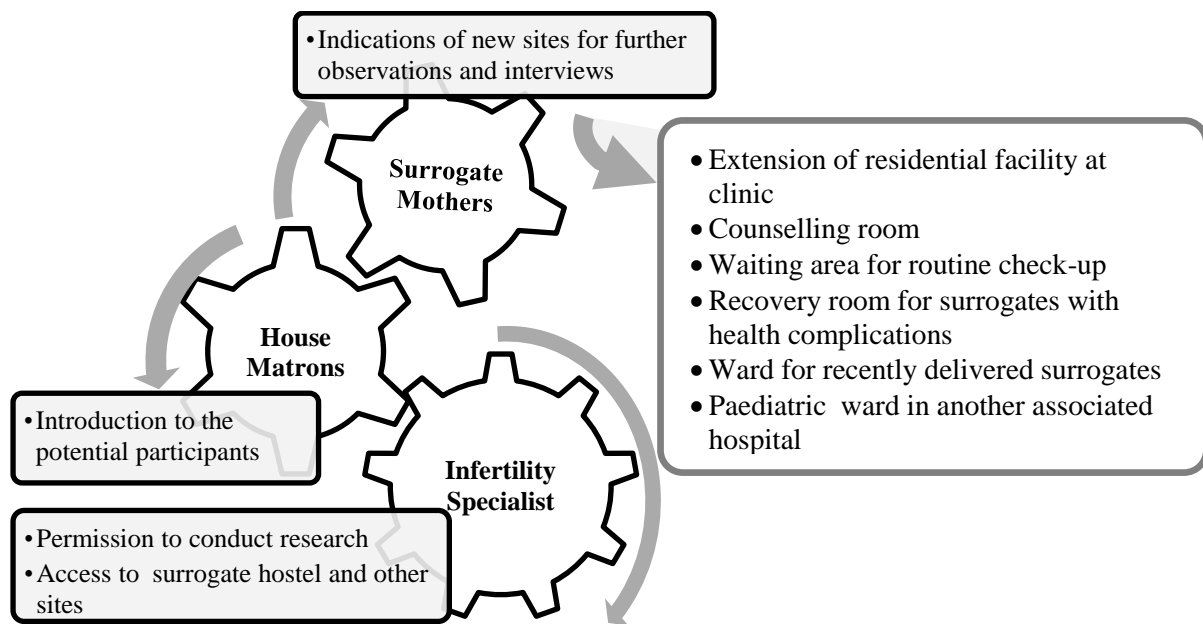 • Indications of new sites for further
observations and interviews
Surrogate
Mothers
• Extension of residential facility at
clinic
• Counselling room
• Waiting area for routine check-up
• Recovery room for surrogates with
health complications
• Ward for recently delivered surrogates
• Paediatric ward in another associated
hospital
House
Matrons
• Introduction to the
potential participants
Infertility
Specialist
• Permission to conduct research
• Access to surrogate hostel and other
sites